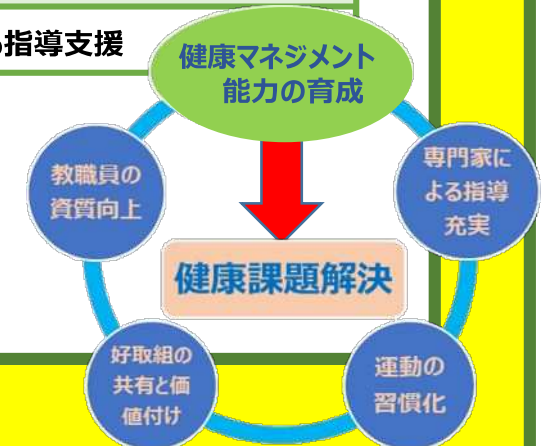 る指導支援
健康マネジメント
能力の育成
教職員の
資質向上
専門家に
よる指導
充実
健康課題解決
好取組の
共有と価
値付け
運動の
習慣化